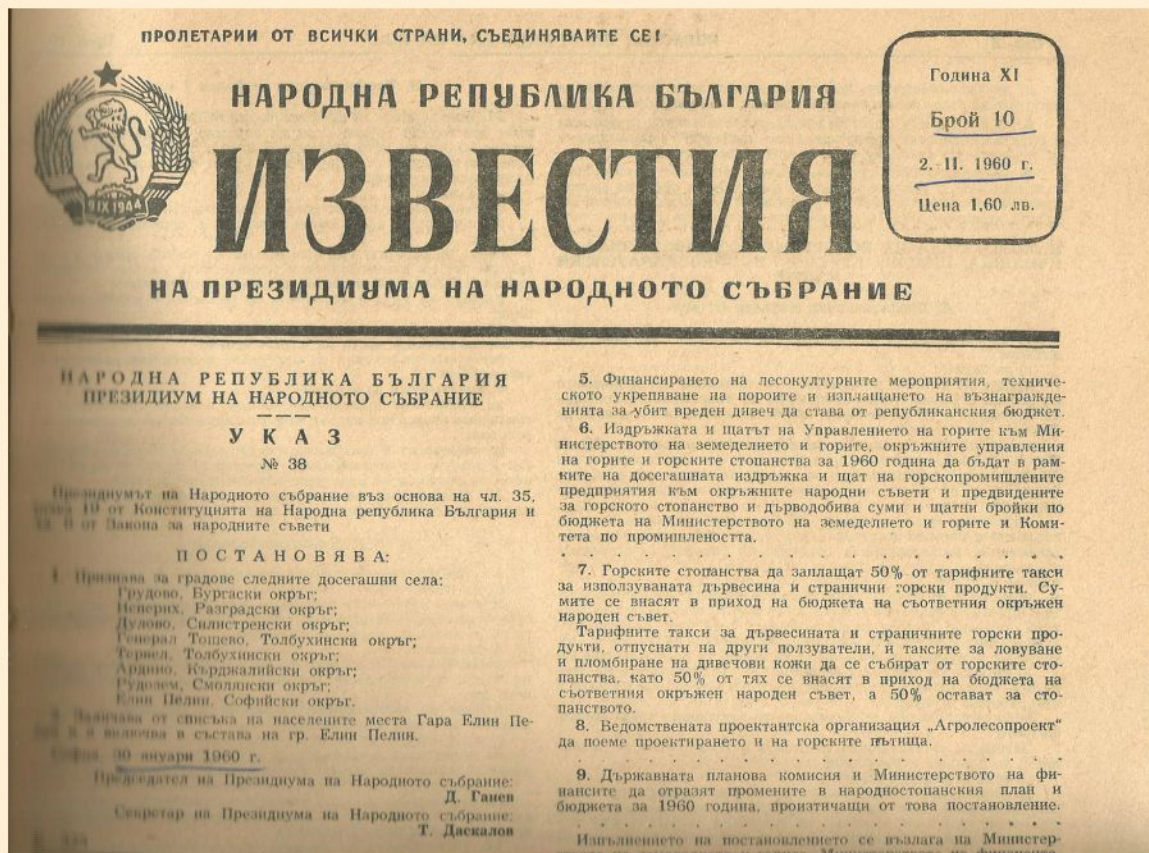 ПРОЛЕТАРИИ ОТ ВСИЧКИ СТРАНИ, СЪЕДИНЯВАЙТЕ СЕ!
НАРОДНА РЕПУБЛИКА БЪЛГАРИЯ
ИЗВЕСТИЯ
НА ПРЕЗИДИУМА НА НАРОДНОТО СЪБРАНИЕ
9 IX 1944
Година XI
Брой 10
2. II. 1960 г.
Цена 1,60 лв.
НАРОДНА РЕПУБЛИКА БЪЛГАРИЯ
ПРЕЗИДИУМ НА НАРОДНОТО СЪБРАНИЕ
УКАЗ
№ 38
Президиумът на Народното събрание въз основа на чл. 35,
10 от Конституцията на Народна република България и
от Закона за народните съвети
ПОСТАНОВЯВА:
1. Признава за градове следните досегашни села:
Грудово, Бургаски окръг;
Исперих, Разградски окръг;
Дулово, Силистренски окръг;
Генерал Тошево, Толбухински окръг;
Тервел, Толбухински окръг;
Ардино, Кърджалийски окръг;
Рудозем, Смолянски окръг;
Елин Пелин, Софийски окръг.
2. Заличава от списъка на населените места Гара Елин Пе-
и я включва в състава на гр. Елин Пелин.
София, 30 януари 1960 г.
Председател на Президиума на Народното събрание:
Д. Ганев
Секретар на Президиума на Народното събрание:
Т. Даскалов
5. Финансирането на лесокултурните мероприятия, техниче-
ското укрепяване на пороите и изплащането на възнагражде-
нията за убит вреден дивеч да става от републиканския бюджет.
6. Издръжката и щатът на Управлението на горите към Ми-
нистерството на земеделието и горите, окръжните управления
на горите и горските стопанства за 1960 година да бъдат в рам-
ките на досегашната издръжка и щат на горскопромишлените
предприятия към окръжните народни съвети и предвидените
за горското стопанство и дърводобива суми и щатни бройки по
бюджета на Министерството на земеделието и горите и Коми-
тета по промишлеността.
7. Горските стопанства да заплащат 50% от тарифните такси
за използуваната дървесина и странични горски продукти. Су-
мите се внасят в приход на бюджета на съответния окръжен
народен съвет.
Тарифните такси за дървесината и страничните горски про-
дукти, отпуснати на други ползуватели, и таксите за ловуване
и пломбиране на дивечови кожи да се събират от горските сто-
панства, като 50% от тях се внасят в приход на бюджета на
съответния окръжен народен съвет, а 50% остават за сто-
панството.
8. Ведомствената проектантска организация „Агролесопроект"
да поеме проектирането и на горските пътища.
9. Държавната планова комисия и Министерството на фи-
нансите да отразят промените в народностопанския план и
бюджета за 1960 година, произтичащи от това постановление.
Изпълнението на постановлението се възлага на Министер-